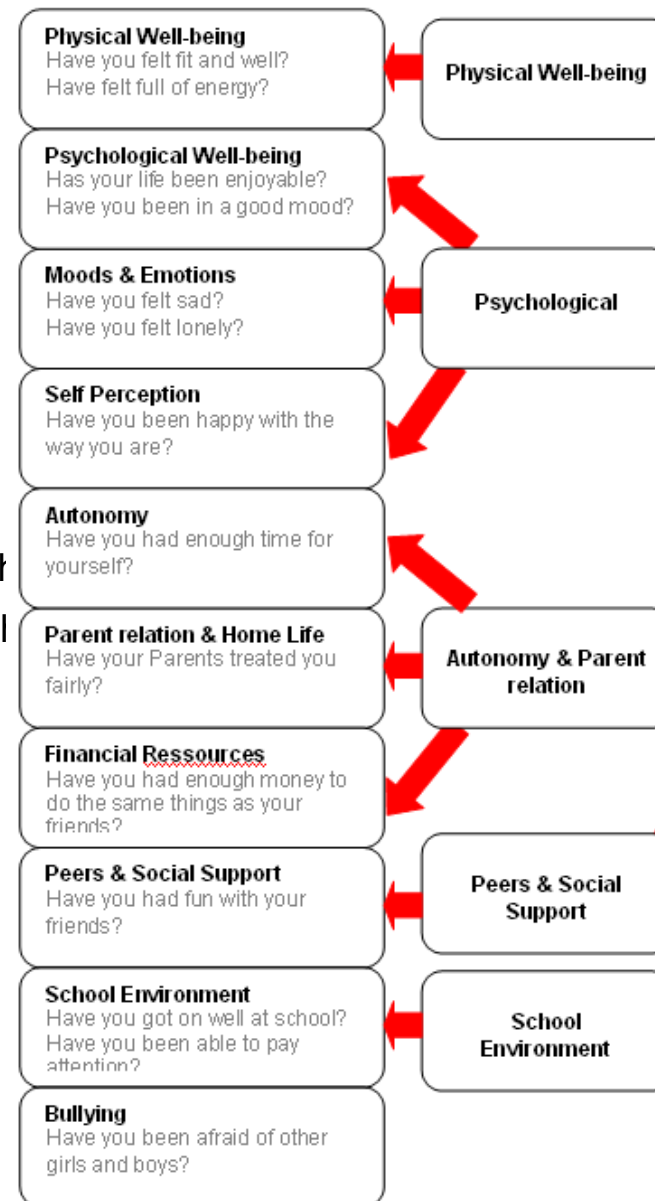 Physical Well-being
Have you felt fit and well?
Have felt full of energy?
Physical Well-being
Psychological Well-being
Has your life been enjoyable?
Have you been in a good mood?
Moods & Emotions
Have you felt sad?
Have you felt lonely?
Psychological
Self Perception
Have you been happy with the
way you are?
Autonomy
Have you had enough time for
yourself?
Parent relation & Home Life
Have your Parents treated you
fairly?
Autonomy & Parent
relation
Financial Ressources
Have you had enough money to
do the same things as your
friends?
Peers & Social Support
Have you had fun with your
friends?
Peers & Social
Support
School Environment
Have you got on well at school?
Have you been able to pay
attention?
School
Environment
Bullying
Have you been afraid of other
girls and boys?